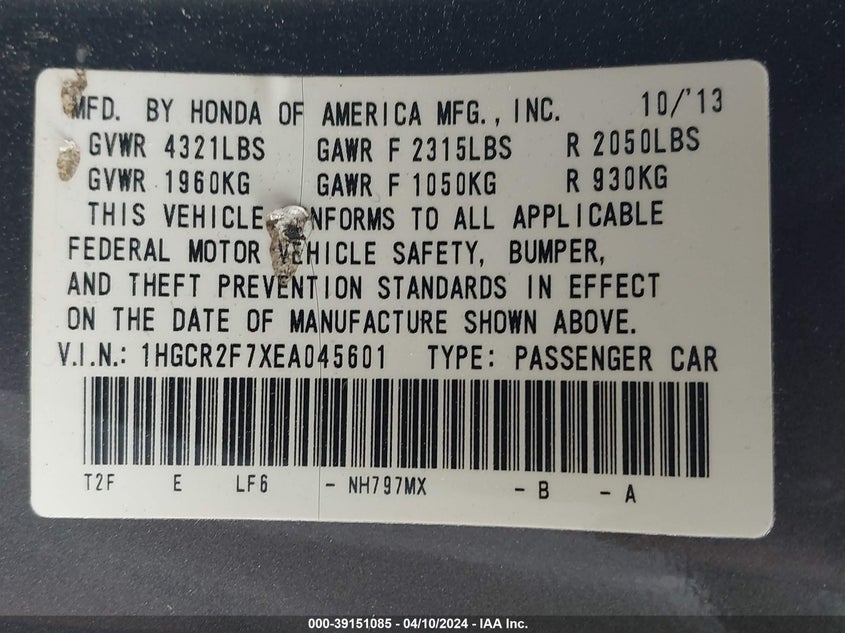 MFD. BY HONDA OF AMERICA MFG., INC. 10/'13
GVWR 4321LBS GAWR F 2315LBS R 2050LBS
GVWR 1960KG GAWR F 1050KG R 930KG
THIS VEHICLE NFORMS TO ALL APPLICABLE
FEDERAL MOTOR VEHICLE SAFETY, BUMPER,
AND THEFT PREVENTION STANDARDS IN EFFECT
ON THE DATE OF MANUFACTURE SHOWN ABOVE.
V.I.N.: 1HGCR2F7XEA045601 TYPE: PASSENGER CAR
T2F E LF6 - NH797MX - B - A
000-39151085 - 04/10/2024 - IAA Inc.